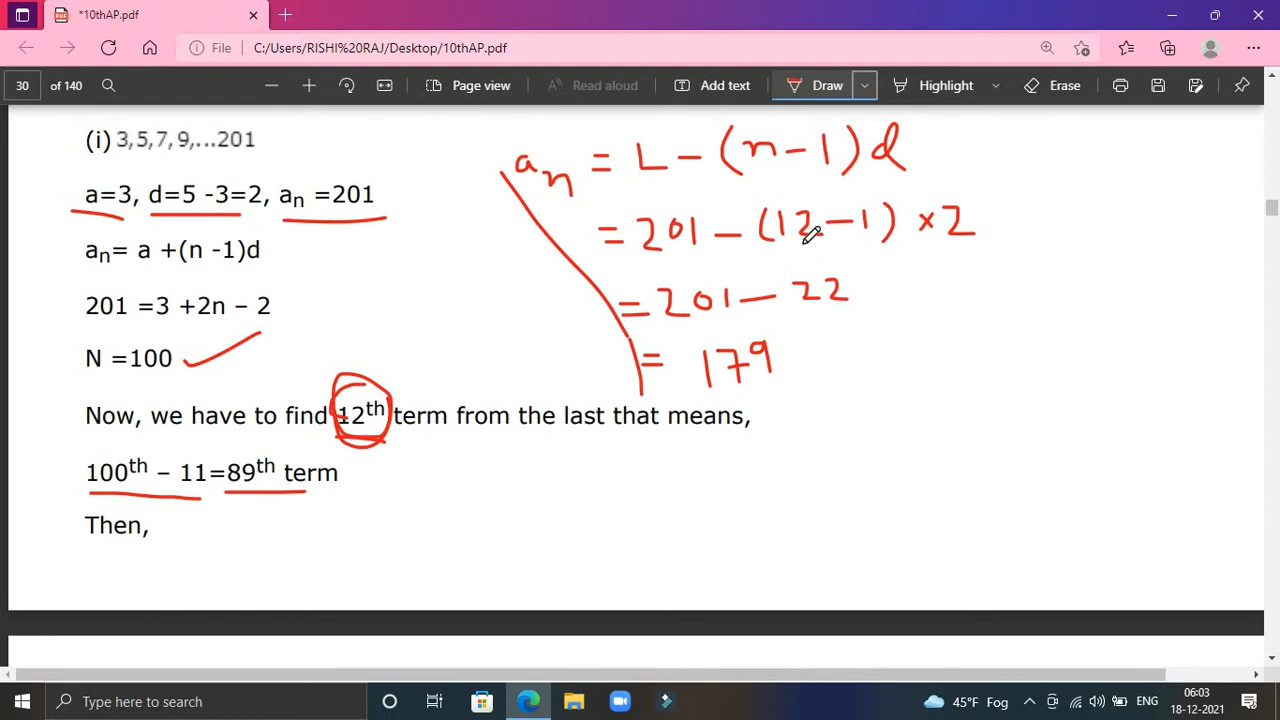 *10thAP.pdf
File C:/Users/RISHI%20RAJ/Desktop/10thAP.pdf
30 of 140 Page view Read aloud Add text Draw Highlight Erase
(i) 3,5,7,9,...201
a=3, d=5 -3=2, an =201
an= a +(n -1)d
201 =3 +2n – 2
N =100
Now, we have to find 12th term from the last that means,
100th – 11=89th term
Then,
an = L – (n – 1) d
= 201 – (12 – 1) × 2
= 201 – 22
= 179
Type here to search
45°F Fog
ENG
06:03
18-12-2021